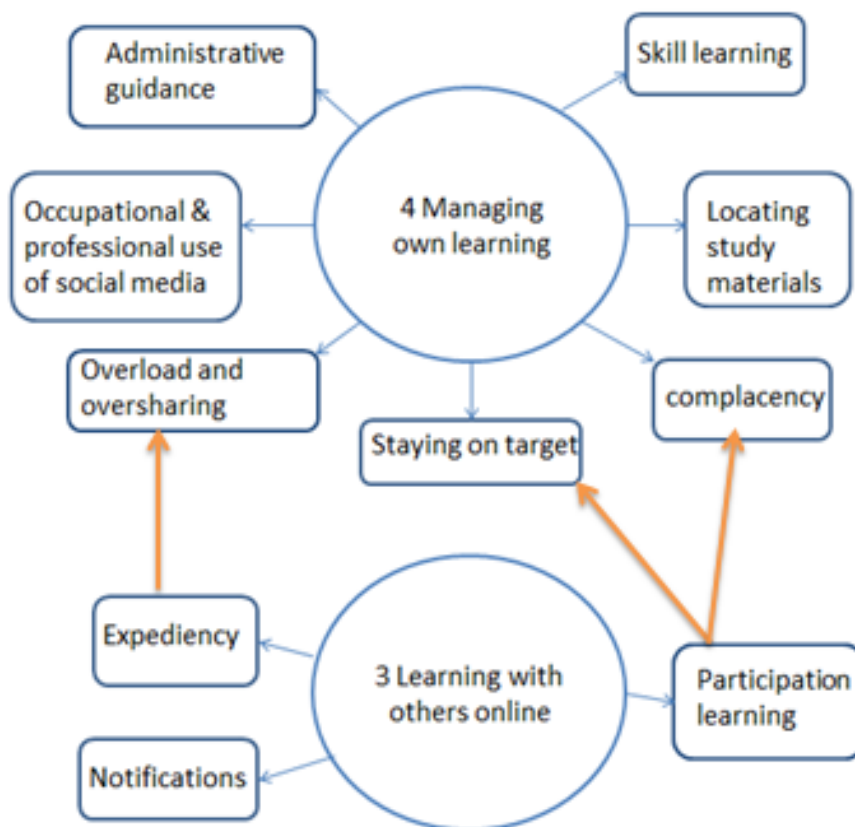 Administrative
guidance
Skill learning
4 Managing
own learning
Occupational &
professional use
of social media
Locating
study
materials
Overload and
oversharing
Staying on target
complacency
Expediency
3 Learning with
others online
Participation
learning
Notifications